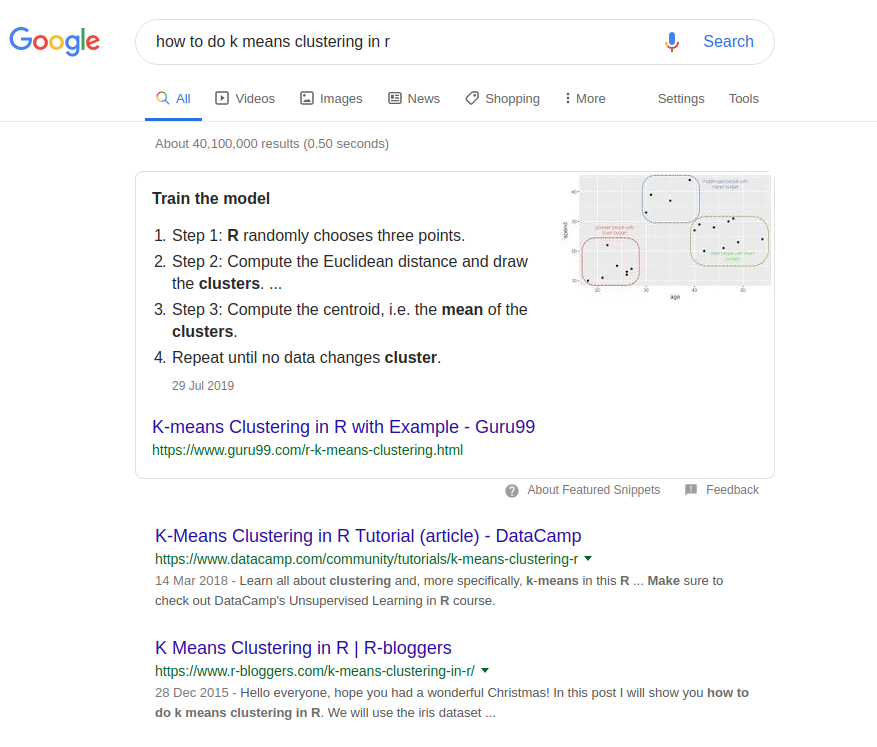 Google
how to do k means clustering in r
Search
All
Videos
Images
News
Shopping
More
Settings
Tools
About 40,100,000 results (0.50 seconds)
Train the model
1. Step 1: R randomly chooses three points.
2. Step 2: Compute the Euclidean distance and draw
the clusters. ...
3. Step 3: Compute the centroid, i.e. the mean of the
clusters.
4. Repeat until no data changes cluster.
29 Jul 2019
spend
age
K-means Clustering in R with Example - Guru99
https://www.guru99.com/r-k-means-clustering.html
About Featured Snippets
Feedback
K-Means Clustering in R Tutorial (article) - DataCamp
https://www.datacamp.com/community/tutorials/k-means-clustering-r
14 Mar 2018 - Learn all about clustering and, more specifically, k-means in this R ... Make sure to
check out DataCamp's Unsupervised Learning in R course.
K Means Clustering in R | R-bloggers
https://www.r-bloggers.com/k-means-clustering-in-r/
28 Dec 2015 - Hello everyone, hope you had a wonderful Christmas! In this post I will show you how to
do k means clustering in R. We will use the iris dataset ...